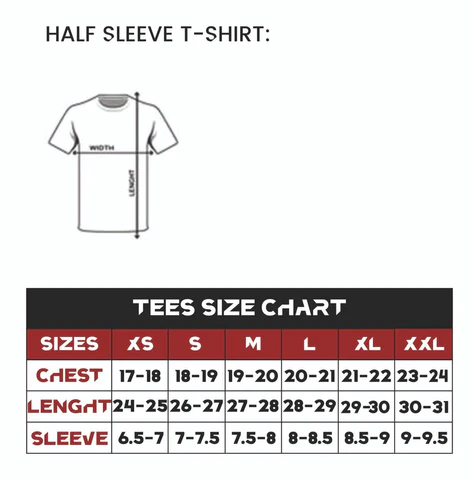 HALF SLEEVE T-SHIRT:
WIDTH
LENGHT
TEES SIZE CHART
SIZES XS S M L XL XXL
CHEST 17-18 18-19 19-20 20-21 21-22 23-24
LENGHT 24-25 26-27 27-28 28-29 29-30 30-31
SLEEVE 6.5-7 7-7.5 7.5-8 8-8.5 8.5-9 9-9.5